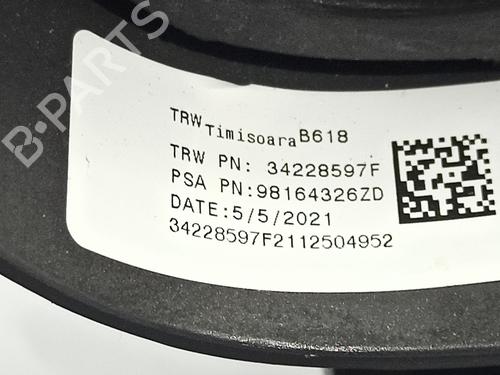 B-PARTS
TRW Timisoara B618
TRW PN: 34228597F
PSA PN:98164326ZD
DATE:5/5/2021
34228597F2112504952